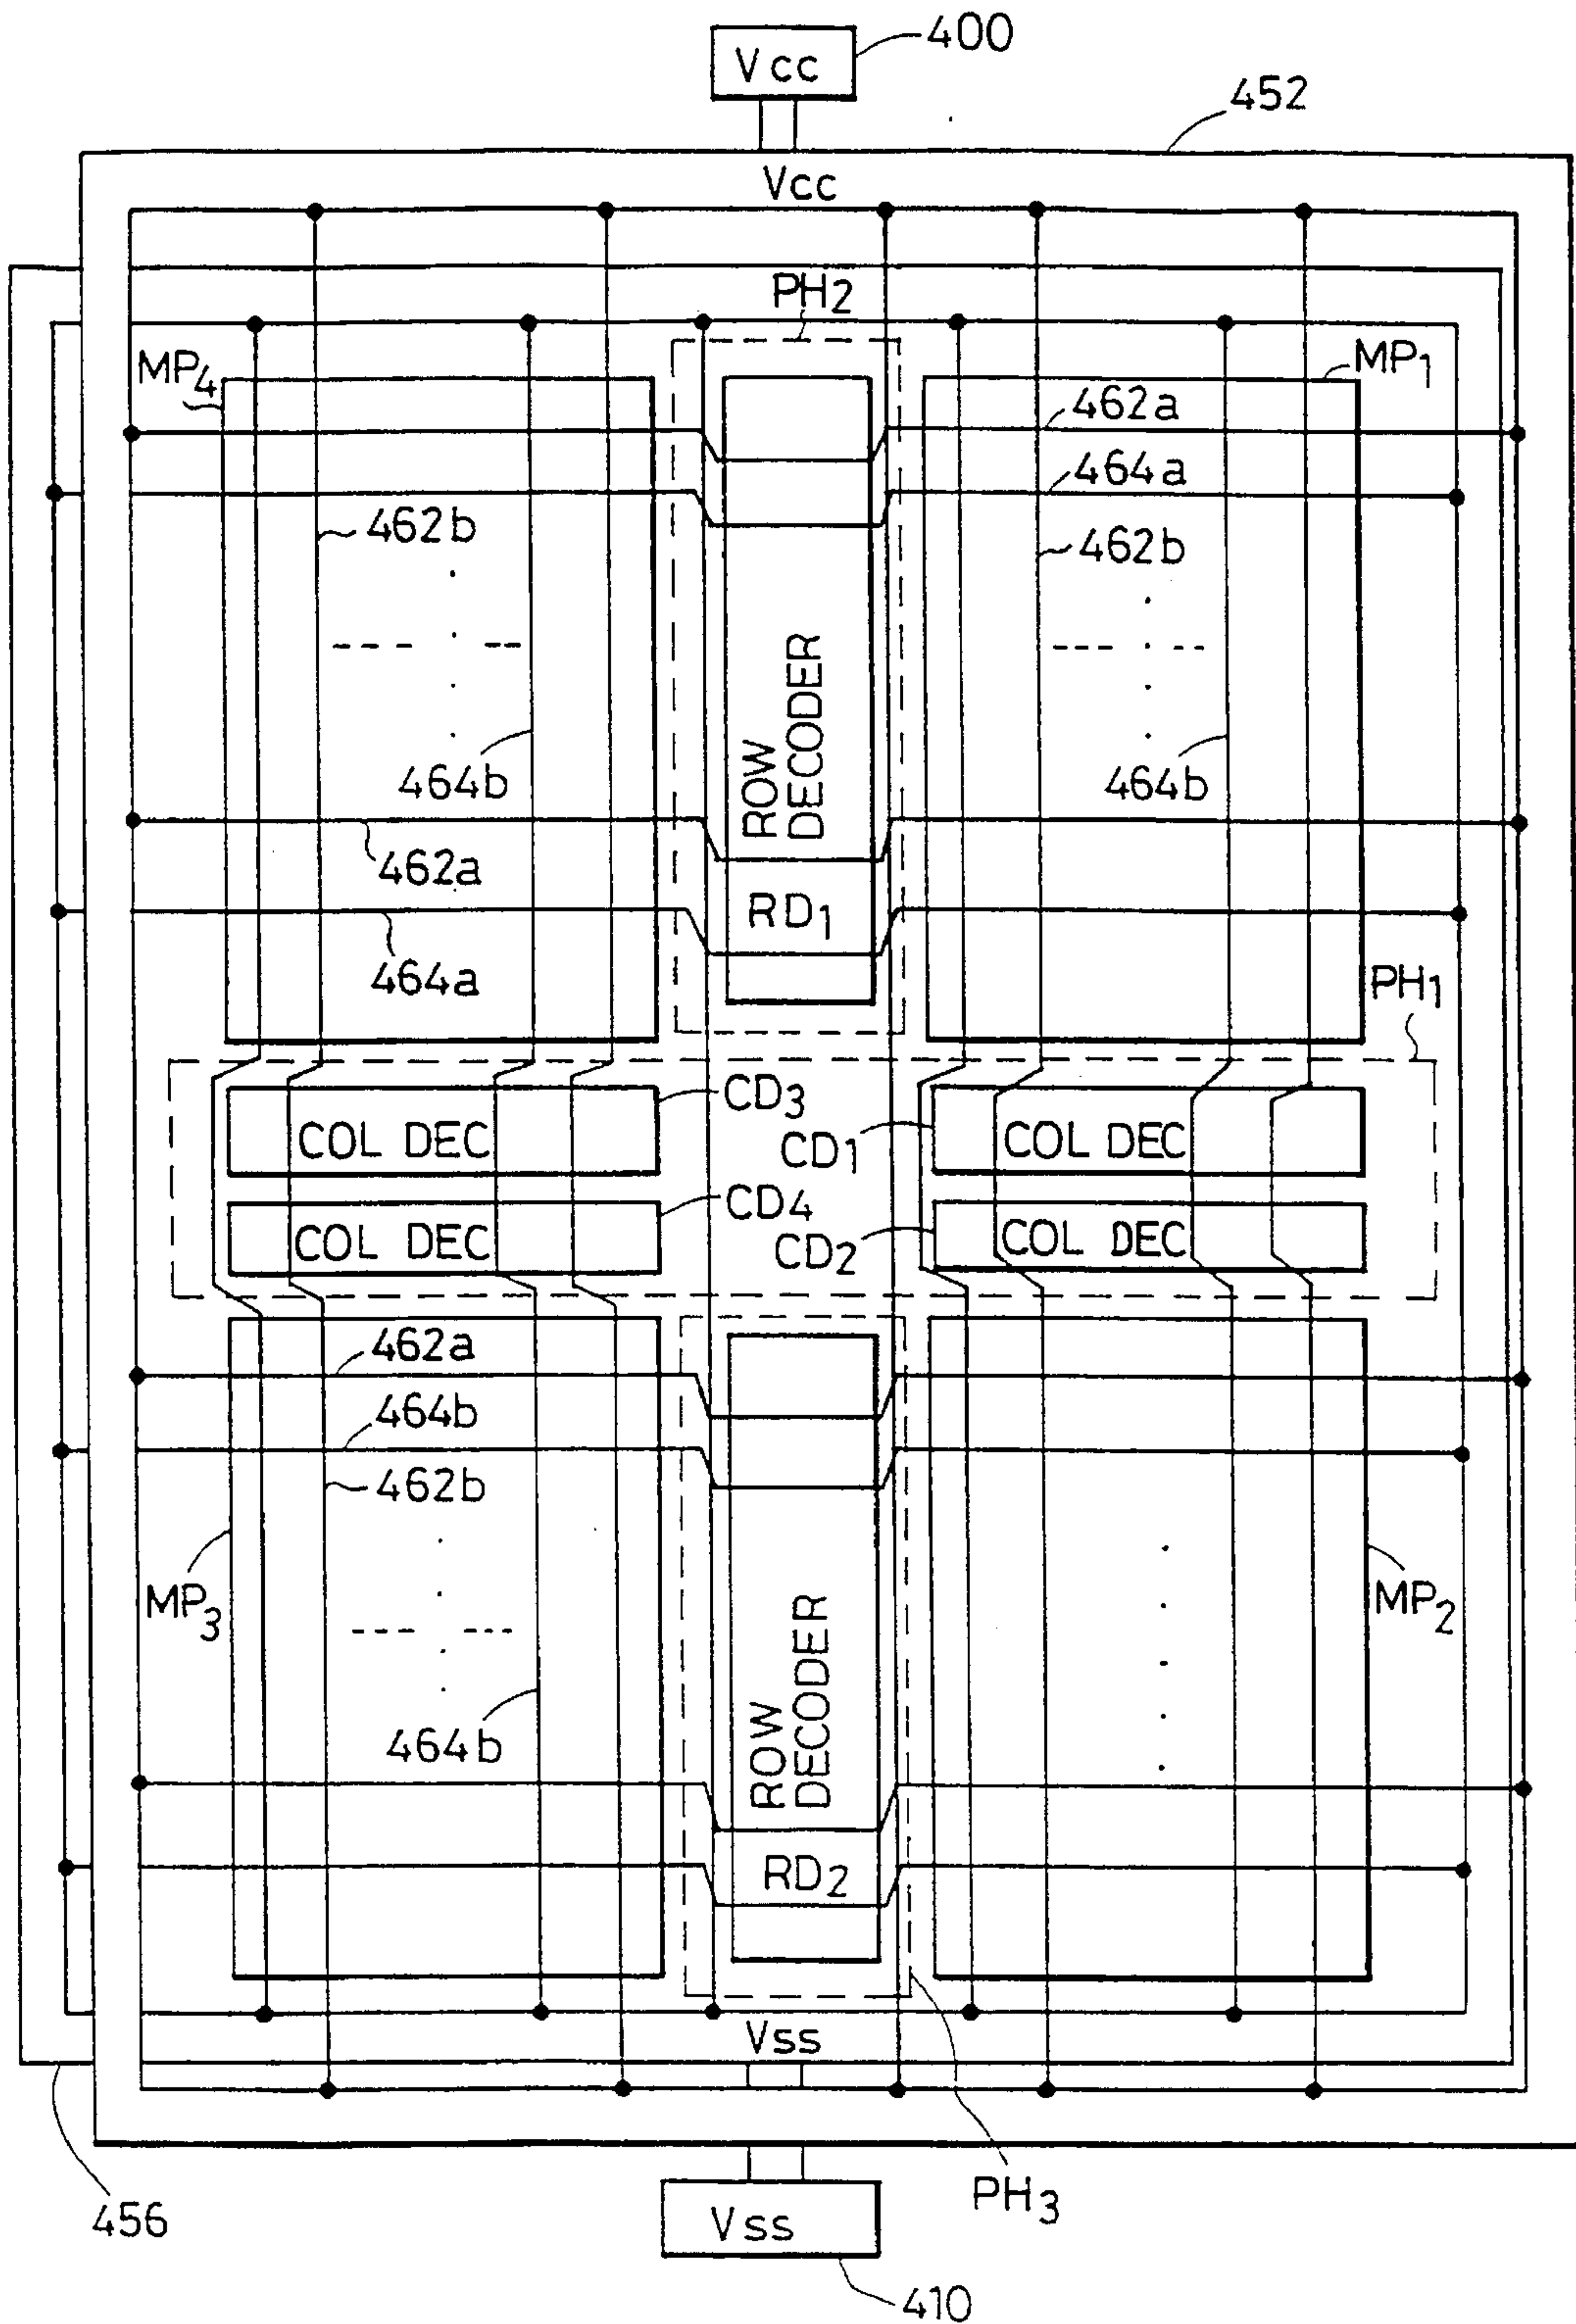 400
Vcc
452
Vcc
PH2
MP4
MP1
462a
464a
462b
462b
ROW DECODER
464b
464b
462a
RD1
464a
PH1
CD3
COL DEC
CD1
COL DEC
CD4
COL DEC
CD2
COL DEC
462a
464b
462b
MP3
MP2
ROW DECODER
464b
RD2
Vss
PH3
456
Vss
410